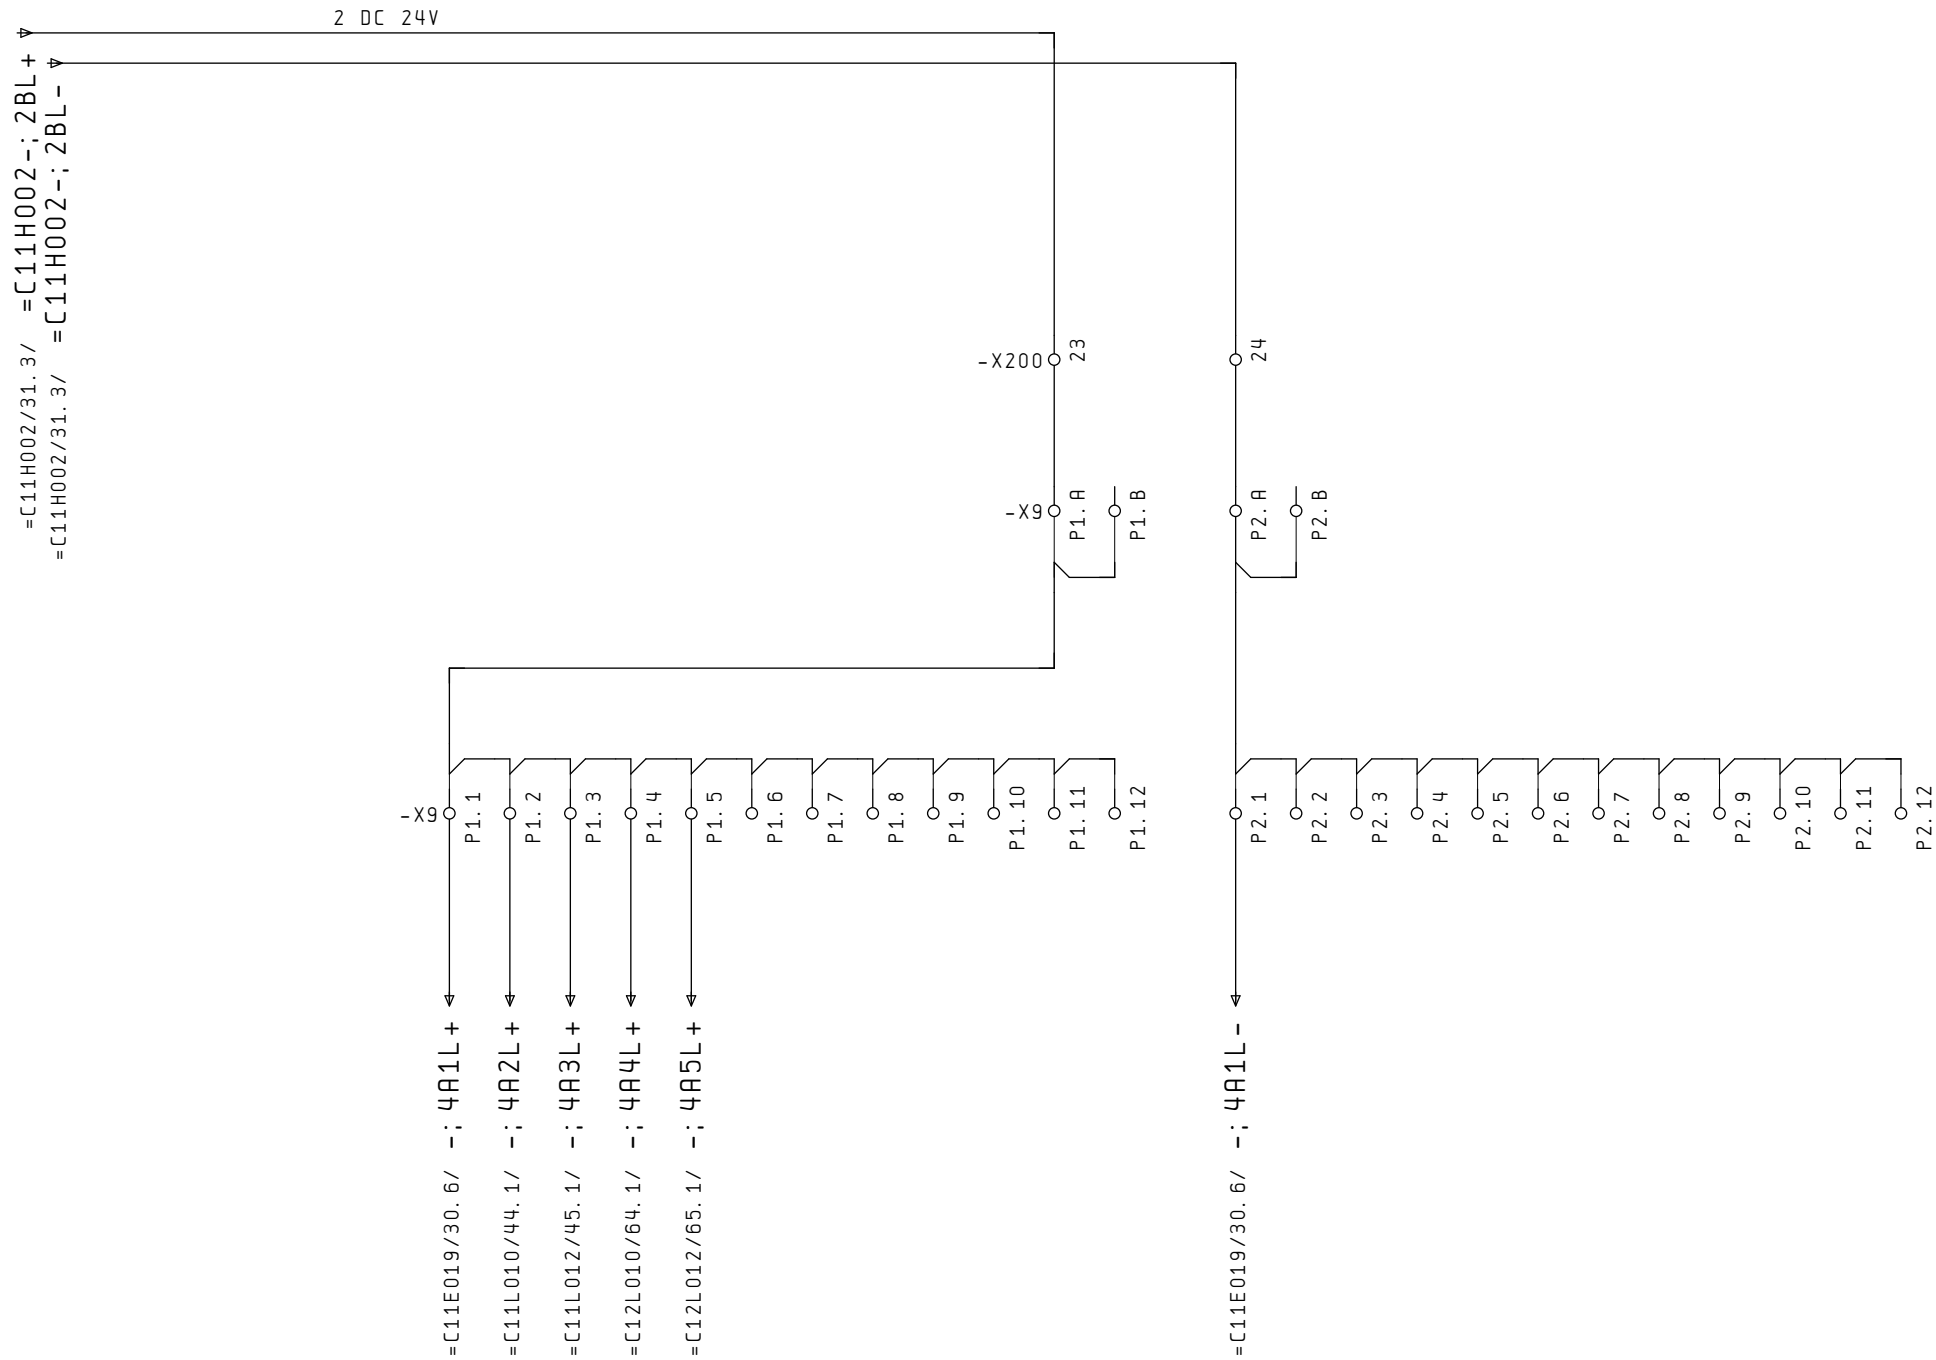 2 DC 24V
=C11H002/31.3/ =C11H002-;2BL+
=C11H002/31.3/ =C11H002-;2BL-
-X200
23
24
-X9
P1.A
P1.B
P2.A
P2.B
-X9
P1.1
P1.2
P1.3
P1.4
P1.5
P1.6
P1.7
P1.8
P1.9
P1.10
P1.11
P1.12
P2.1
P2.2
P2.3
P2.4
P2.5
P2.6
P2.7
P2.8
P2.9
P2.10
P2.11
P2.12
=C11E019/30.6/ -;4A1L+
=C11L010/44.1/ -;4A2L+
=C11L012/45.1/ -;4A3L+
=C12L010/64.1/ -;4A4L+
=C12L012/65.1/ -;4A5L+
=C11E019/30.6/ -;4A1L-